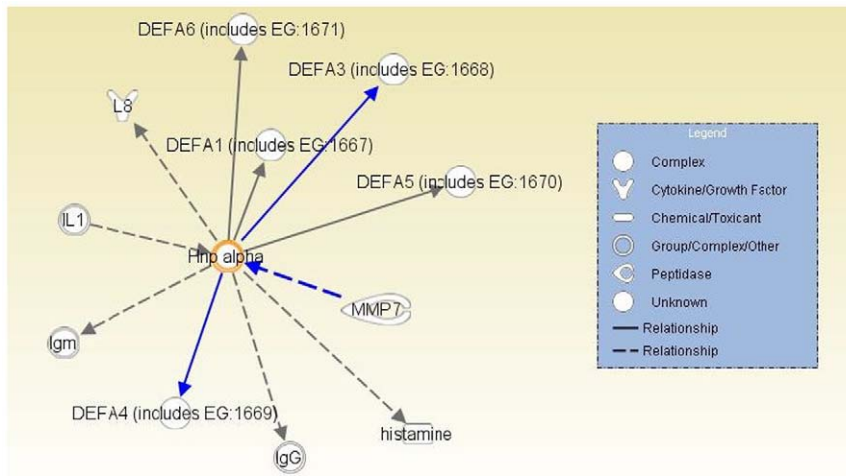 DEFA6 (includes EG:1671)
DEFA3 (includes EG:1668)
L8
DEFA1 (includes EG:1667)
DEFA5 (includes EG:1670)
IL1
Hnp alpha
MMP7
Igm
DEFA4 (includes EG:1669)
histamine
IgG
Legend
Complex
Cytokine/Growth Factor
Chemical/Toxicant
Group/Complex/Other
Peptidase
Unknown
Relationship
Relationship